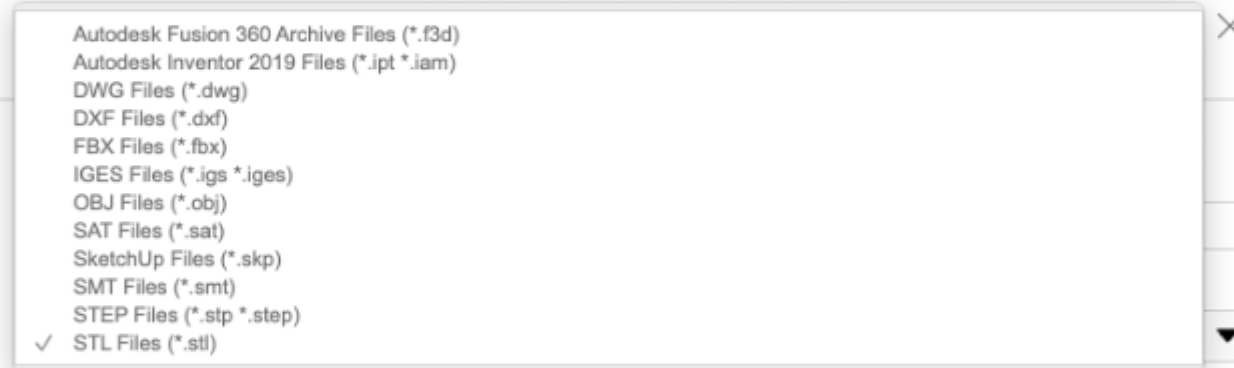 Autodesk Fusion 360 Archive Files (*.f3d)
Autodesk Inventor 2019 Files (*.ipt *.iam)
DWG Files (*.dwg)
DXF Files (*.dxf)
FBX Files (*.fbx)
IGES Files (*.igs *.iges)
OBJ Files (*.obj)
SAT Files (*.sat)
SketchUp Files (*.skp)
SMT Files (*.smt)
STEP Files (*.stp *.step)
STL Files (*.stl)